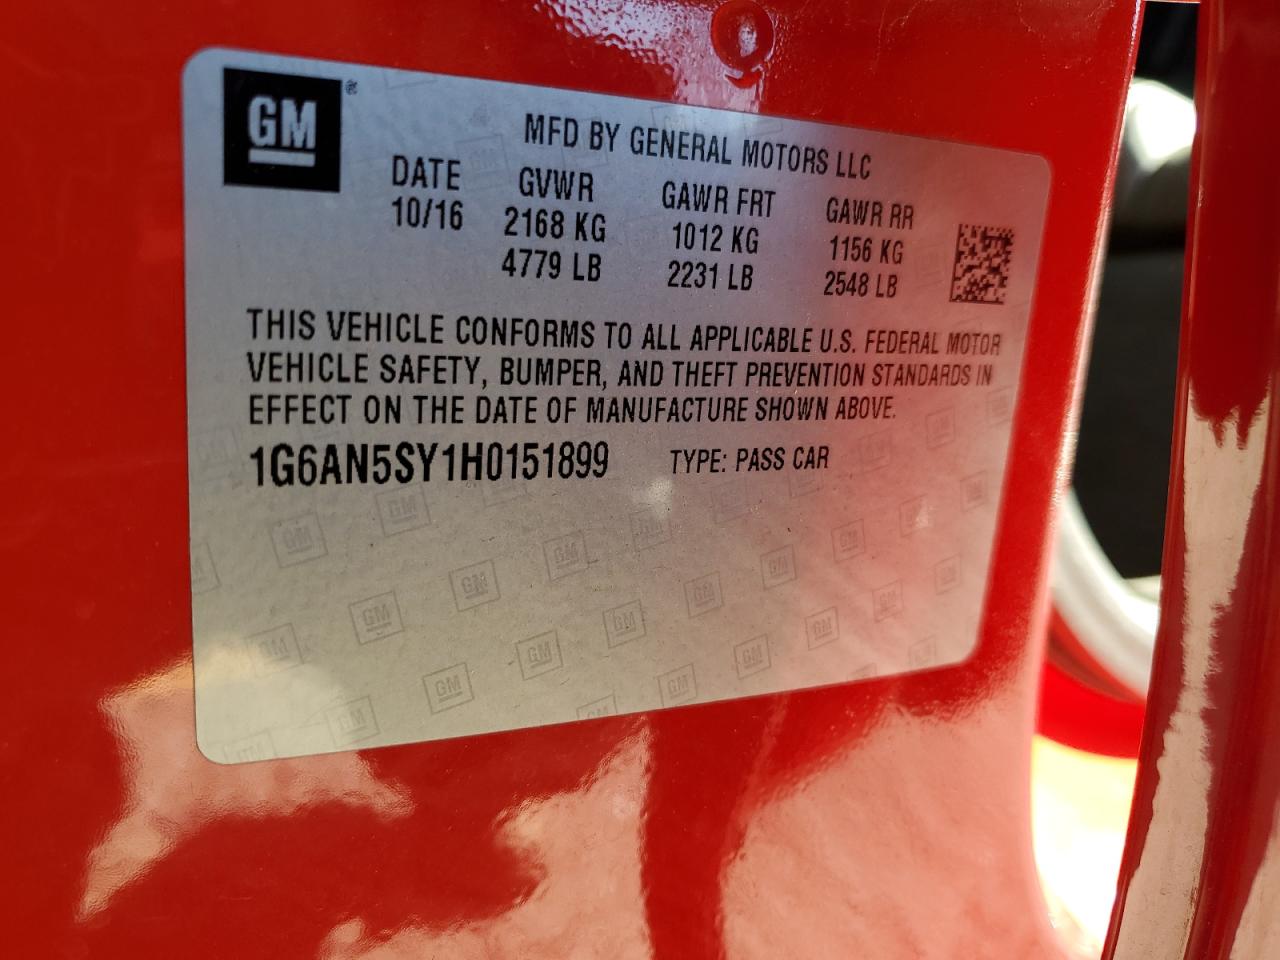 GM®
MFD BY GENERAL MOTORS LLC
DATE GVWR GAWR FRT GAWR RR
10/16 2168 KG 1012 KG 1156 KG
4779 LB 2231 LB 2548 LB
THIS VEHICLE CONFORMS TO ALL APPLICABLE U.S. FEDERAL MOTOR
VEHICLE SAFETY, BUMPER, AND THEFT PREVENTION STANDARDS IN
EFFECT ON THE DATE OF MANUFACTURE SHOWN ABOVE.
1G6AN5SY1H0151899 TYPE: PASS CAR